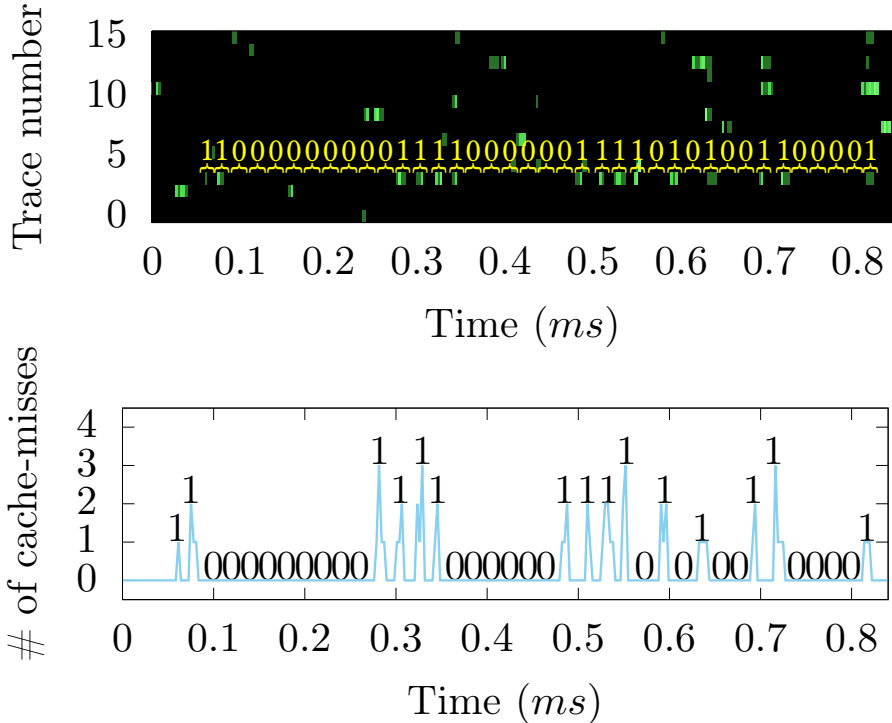 15
10
5
0
Trace number
11000000000111100000011110101001100001
0 0.1 0.2 0.3 0.4 0.5 0.6 0.7 0.8
Time (ms)
# of cache-misses
4
3
2
1
0
1 1 000000000 1 1 1 1 000000 1 1 1 1 0 1 0 1 00 1 1 0000 1
0 0.1 0.2 0.3 0.4 0.5 0.6 0.7 0.8
Time (ms)